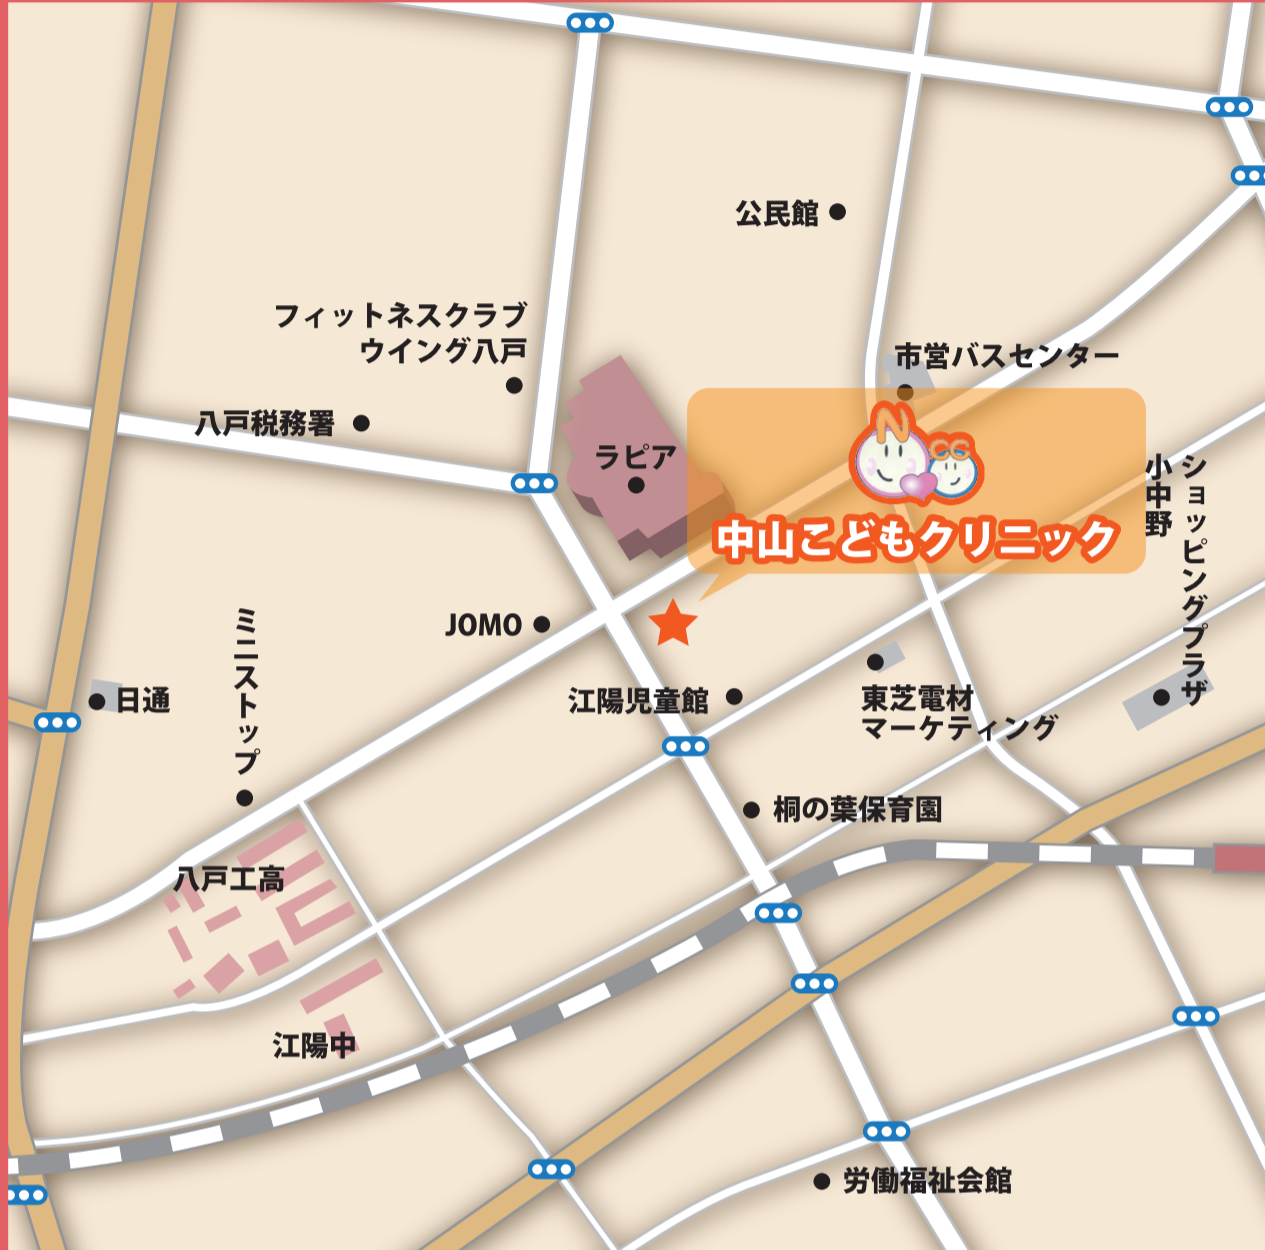 公民館
フィットネスクラブ
ウイング八戸
市営バスセンター
八戸税務署
ラピア
N
cc
中山こどもクリニック
小中野
ショッピングプラザ
JOMO
ミニストップ
日通
江陽児童館
東芝電材
マーケティング
桐の葉保育園
八戸工高
江陽中
労働福祉会館